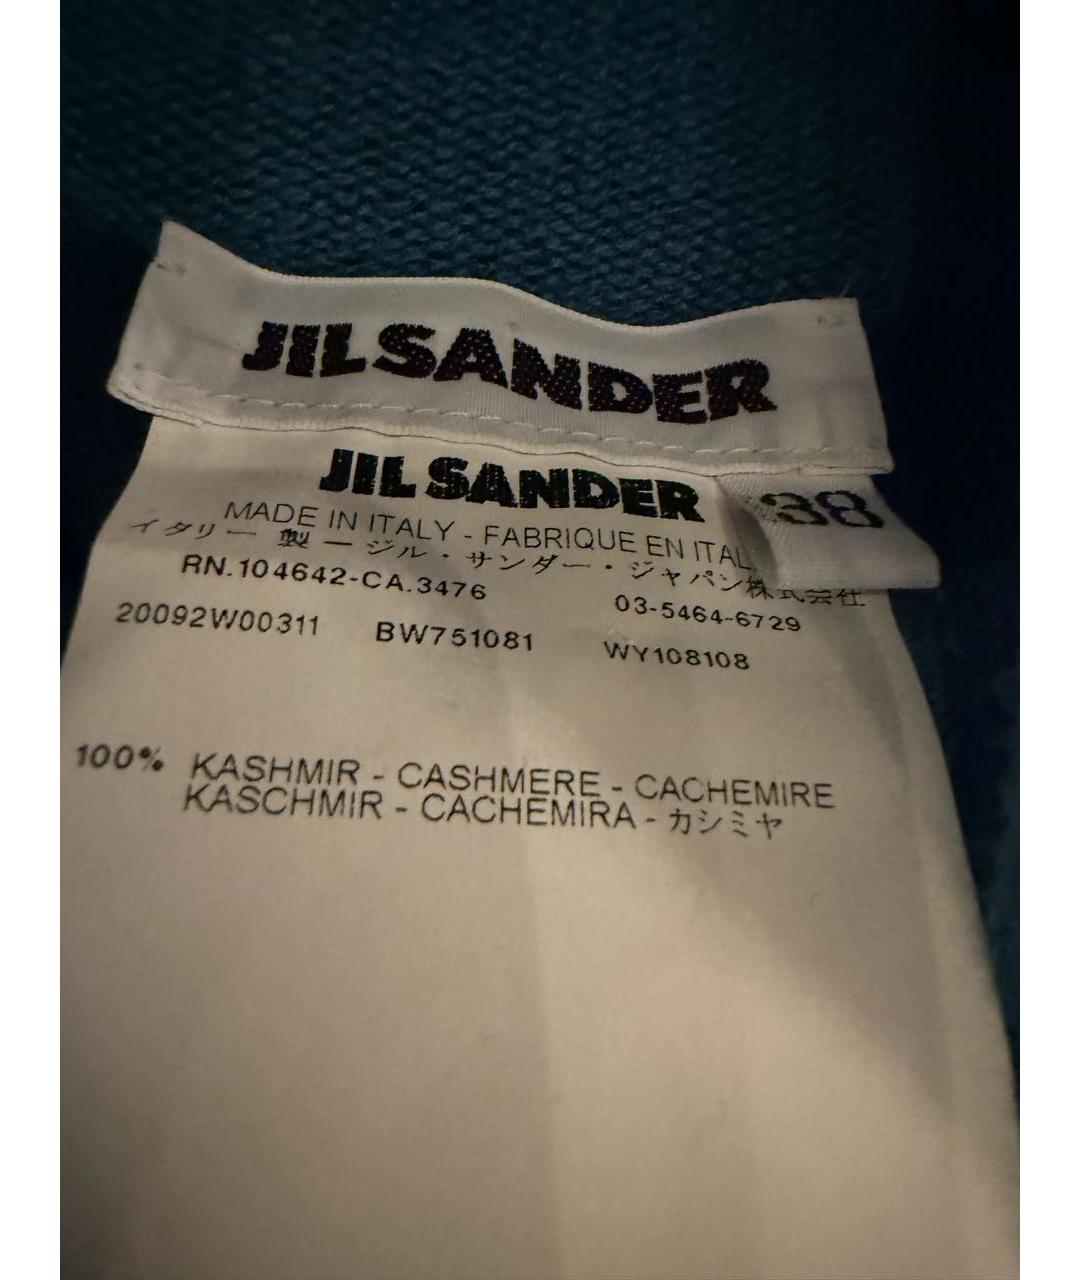 JIL SANDER
JIL SANDER
38
MADE IN ITALY - FABRIQUE EN ITAL
イタリー 製 ー ジル・サンダー・ジャパン株式会社
RN.104642-CA.3476
03-5464-6729
20092W00311 BW751081 WY108108
100% KASHMIR - CASHMERE - CACHEMIRE
KASCHMIR - CACHEMIRA - カシミヤ